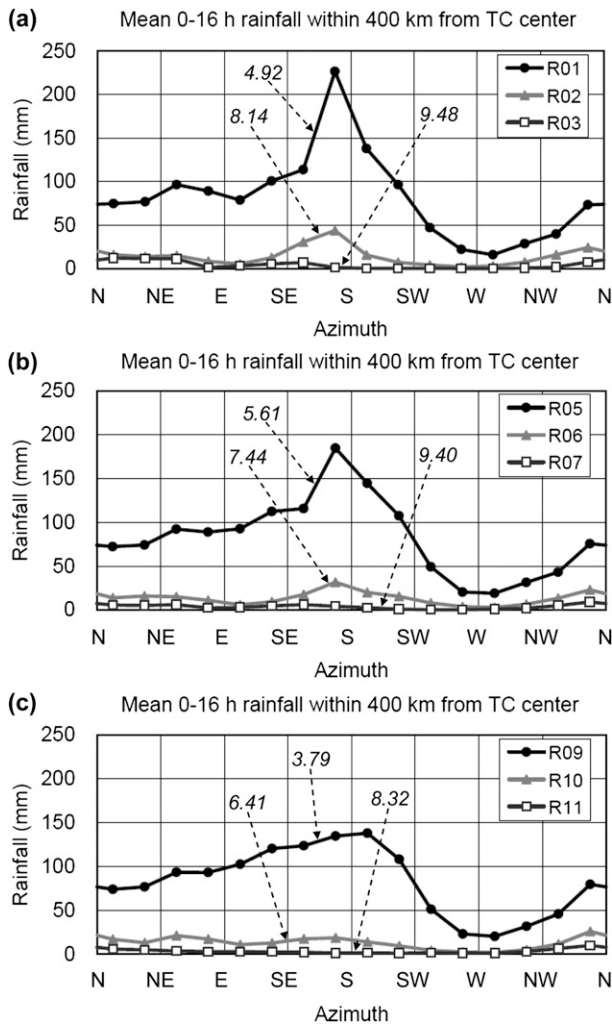 (a) Mean 0-16 h rainfall within 400 km from TC center
250
200
150
100
50
0
Rainfall (mm)
4.92
8.14
9.48
R01
R02
R03
N NE E SE S SW W NW N
Azimuth
(b) Mean 0-16 h rainfall within 400 km from TC center
250
200
150
100
50
0
Rainfall (mm)
5.61
7.44
9.40
R05
R06
R07
N NE E SE S SW W NW N
Azimuth
(c) Mean 0-16 h rainfall within 400 km from TC center
250
200
150
100
50
0
Rainfall (mm)
3.79
6.41
8.32
R09
R10
R11
N NE E SE S SW W NW N
Azimuth